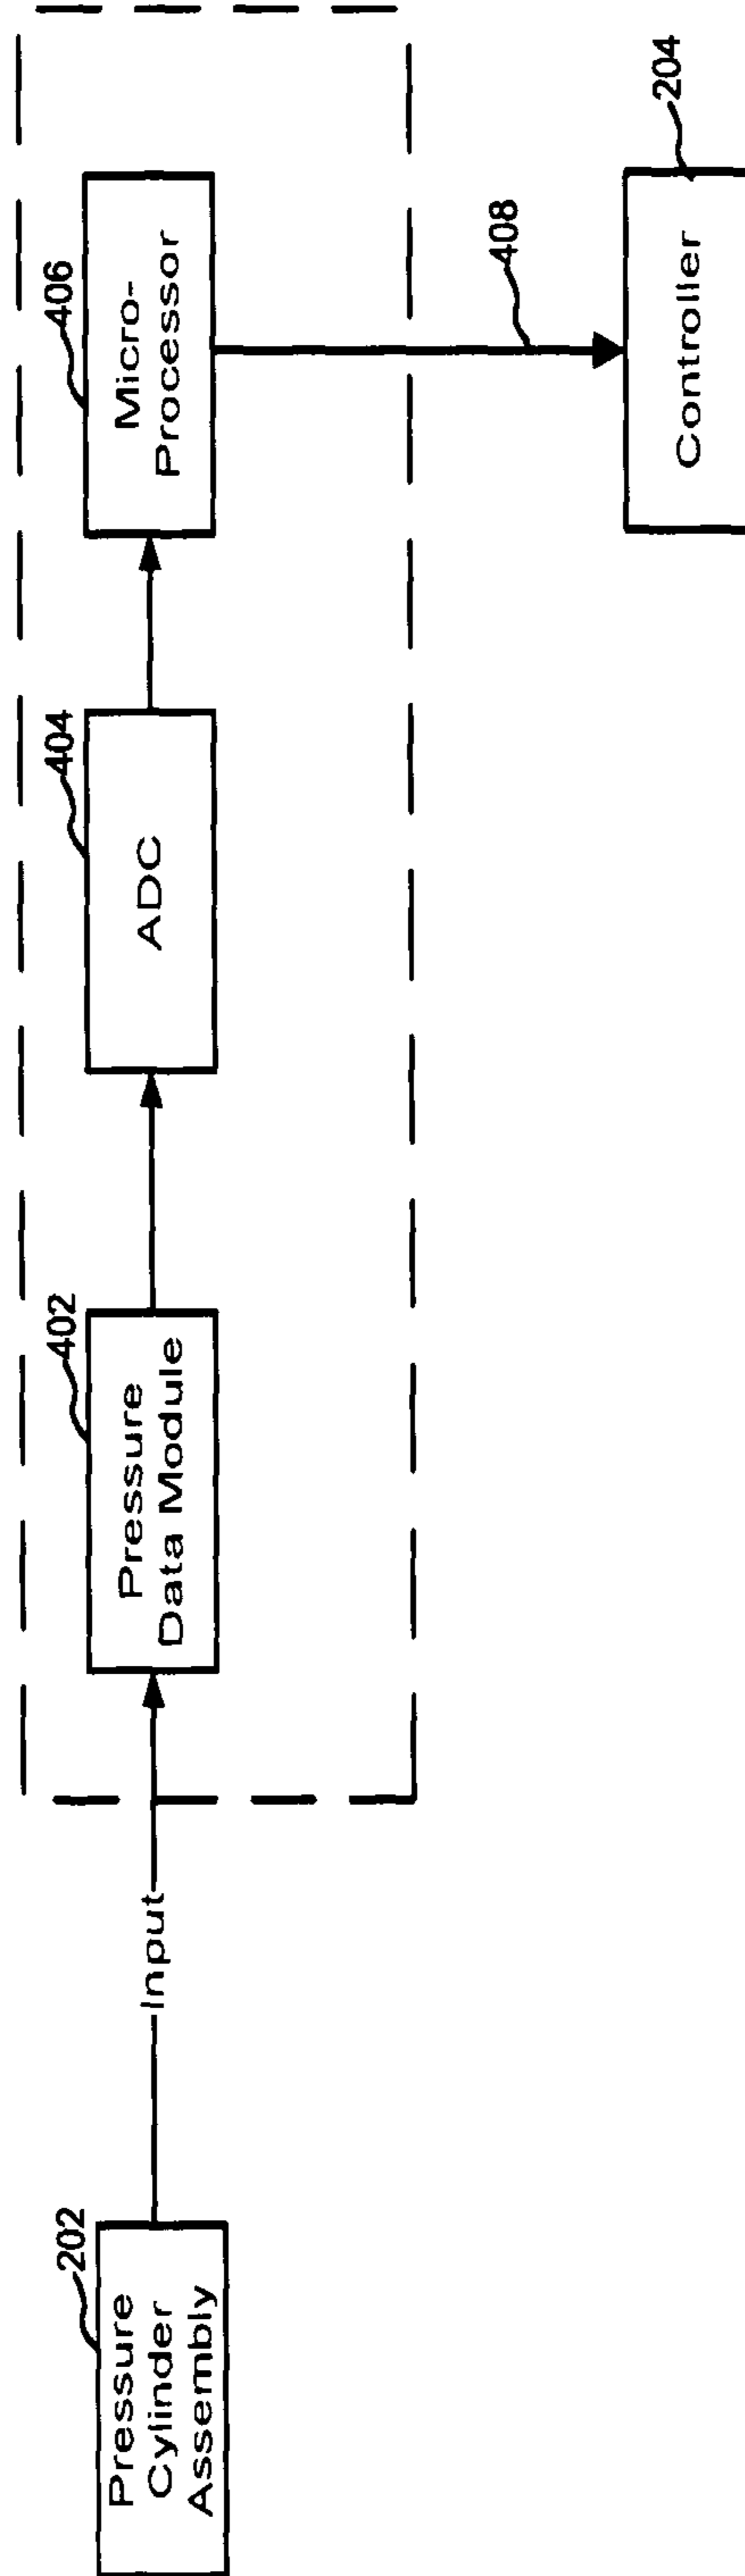 202
Pressure
Cylinder
Assembly
Input
402
Pressure
Data Module
404
ADC
406
Micro-
Processor
408
204
Controller